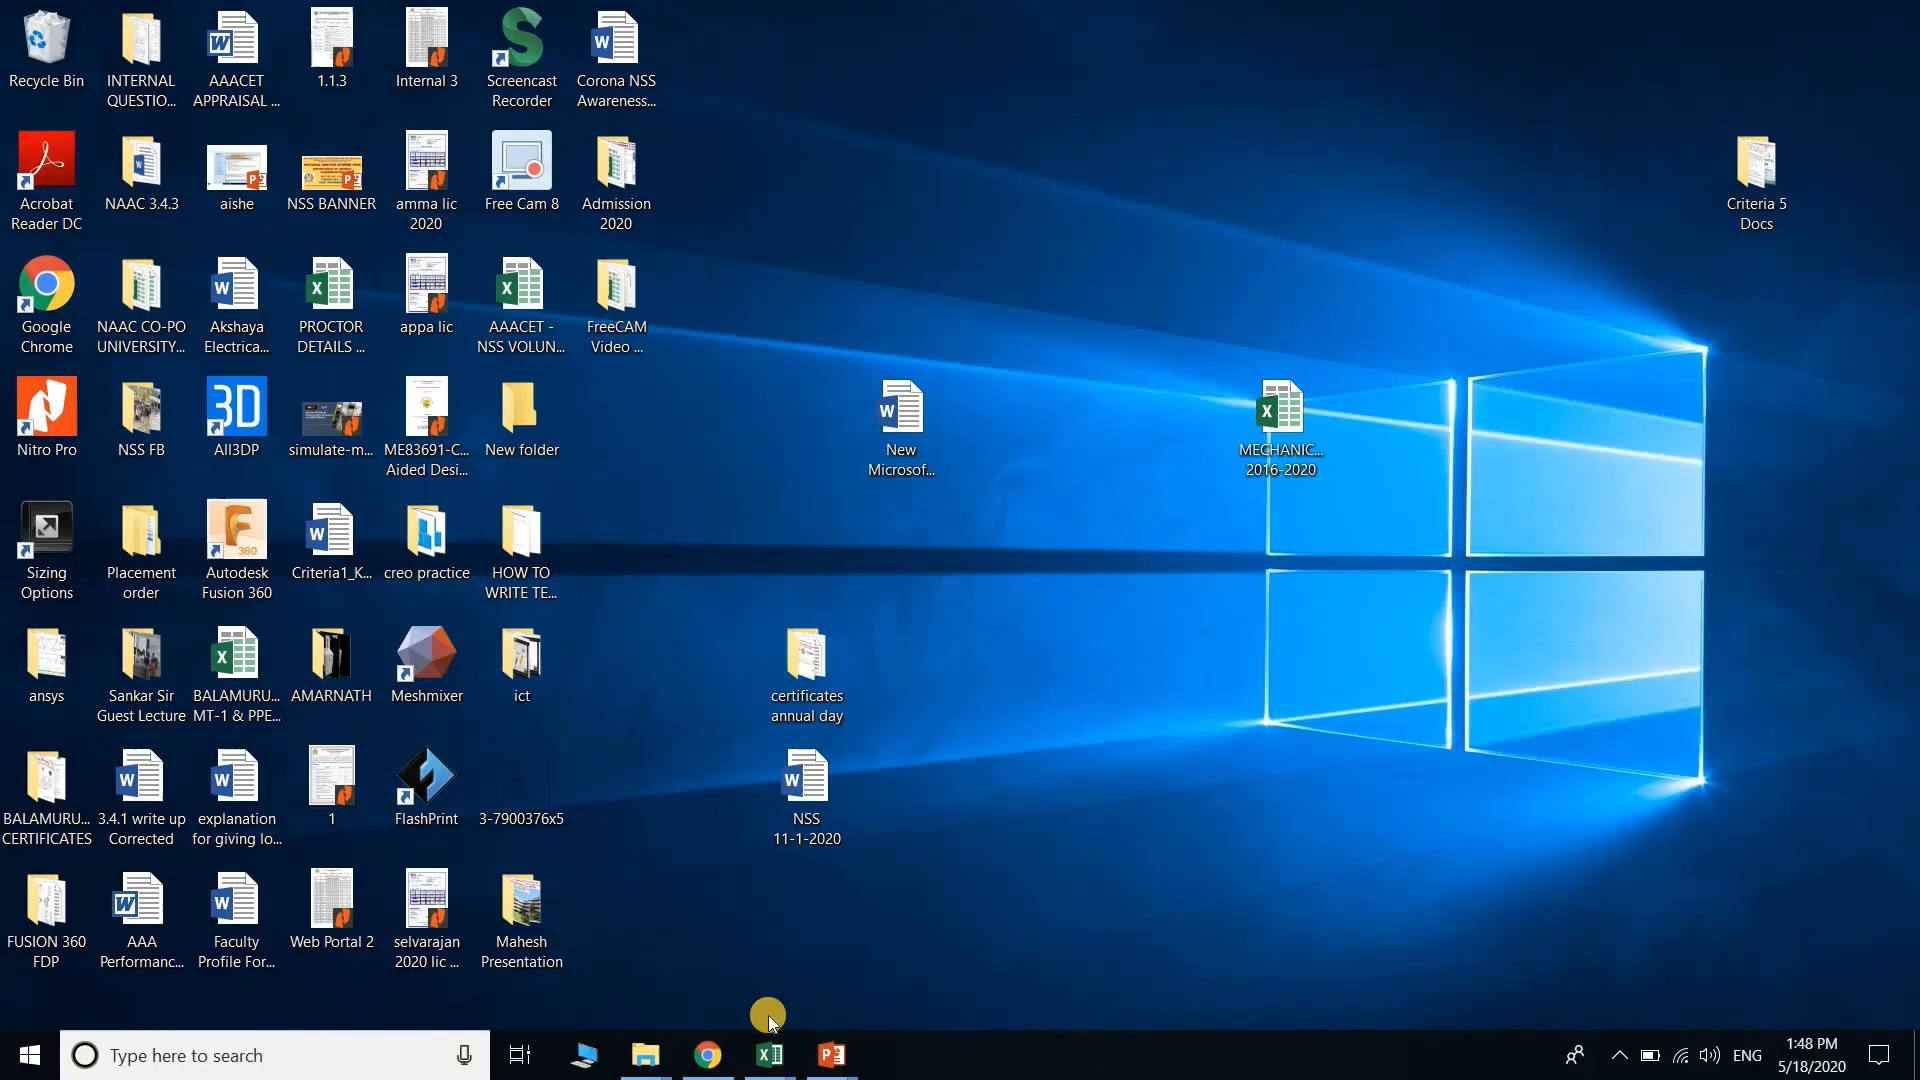 Recycle Bin
INTERNAL
QUESTIO...
AAACET
APPRAISAL ...
1.1.3
Internal 3
Screencast
Recorder
Corona NSS
Awareness...
Acrobat
Reader DC
NAAC 3.4.3
aishe
NSS BANNER
amma lic
2020
Free Cam 8
Admission
2020
Criteria 5
Docs
Google
Chrome
NAAC CO-PO
UNIVERSITY...
Akshaya
Electrica...
PROCTOR
DETAILS ...
appa lic
AAACET -
NSS VOLUN...
FreeCAM
Video ...
Nitro Pro
NSS FB
3D
All3DP
simulate-m...
ME83691-C...
Aided Desi...
New folder
New
Microsof...
MECHANIC...
2016-2020
Sizing
Options
Placement
order
360
Autodesk
Fusion 360
Criteria1_K...
creo practice
HOW TO
WRITE TE...
ansys
Sankar Sir
Guest Lecture
BALAMURU...
MT-1 & PPE...
AMARNATH
Meshmixer
ict
certificates
annual day
BALAMURU...
CERTIFICATES
3.4.1 write up
Corrected
explanation
for giving lo...
1
FlashPrint
3-7900376x5
NSS
11-1-2020
FUSION 360
FDP
AAA
Performanc...
Faculty
Profile For...
Web Portal 2
selvarajan
2020 lic ...
Mahesh
Presentation
Type here to search
ENG
1:48 PM
5/18/2020